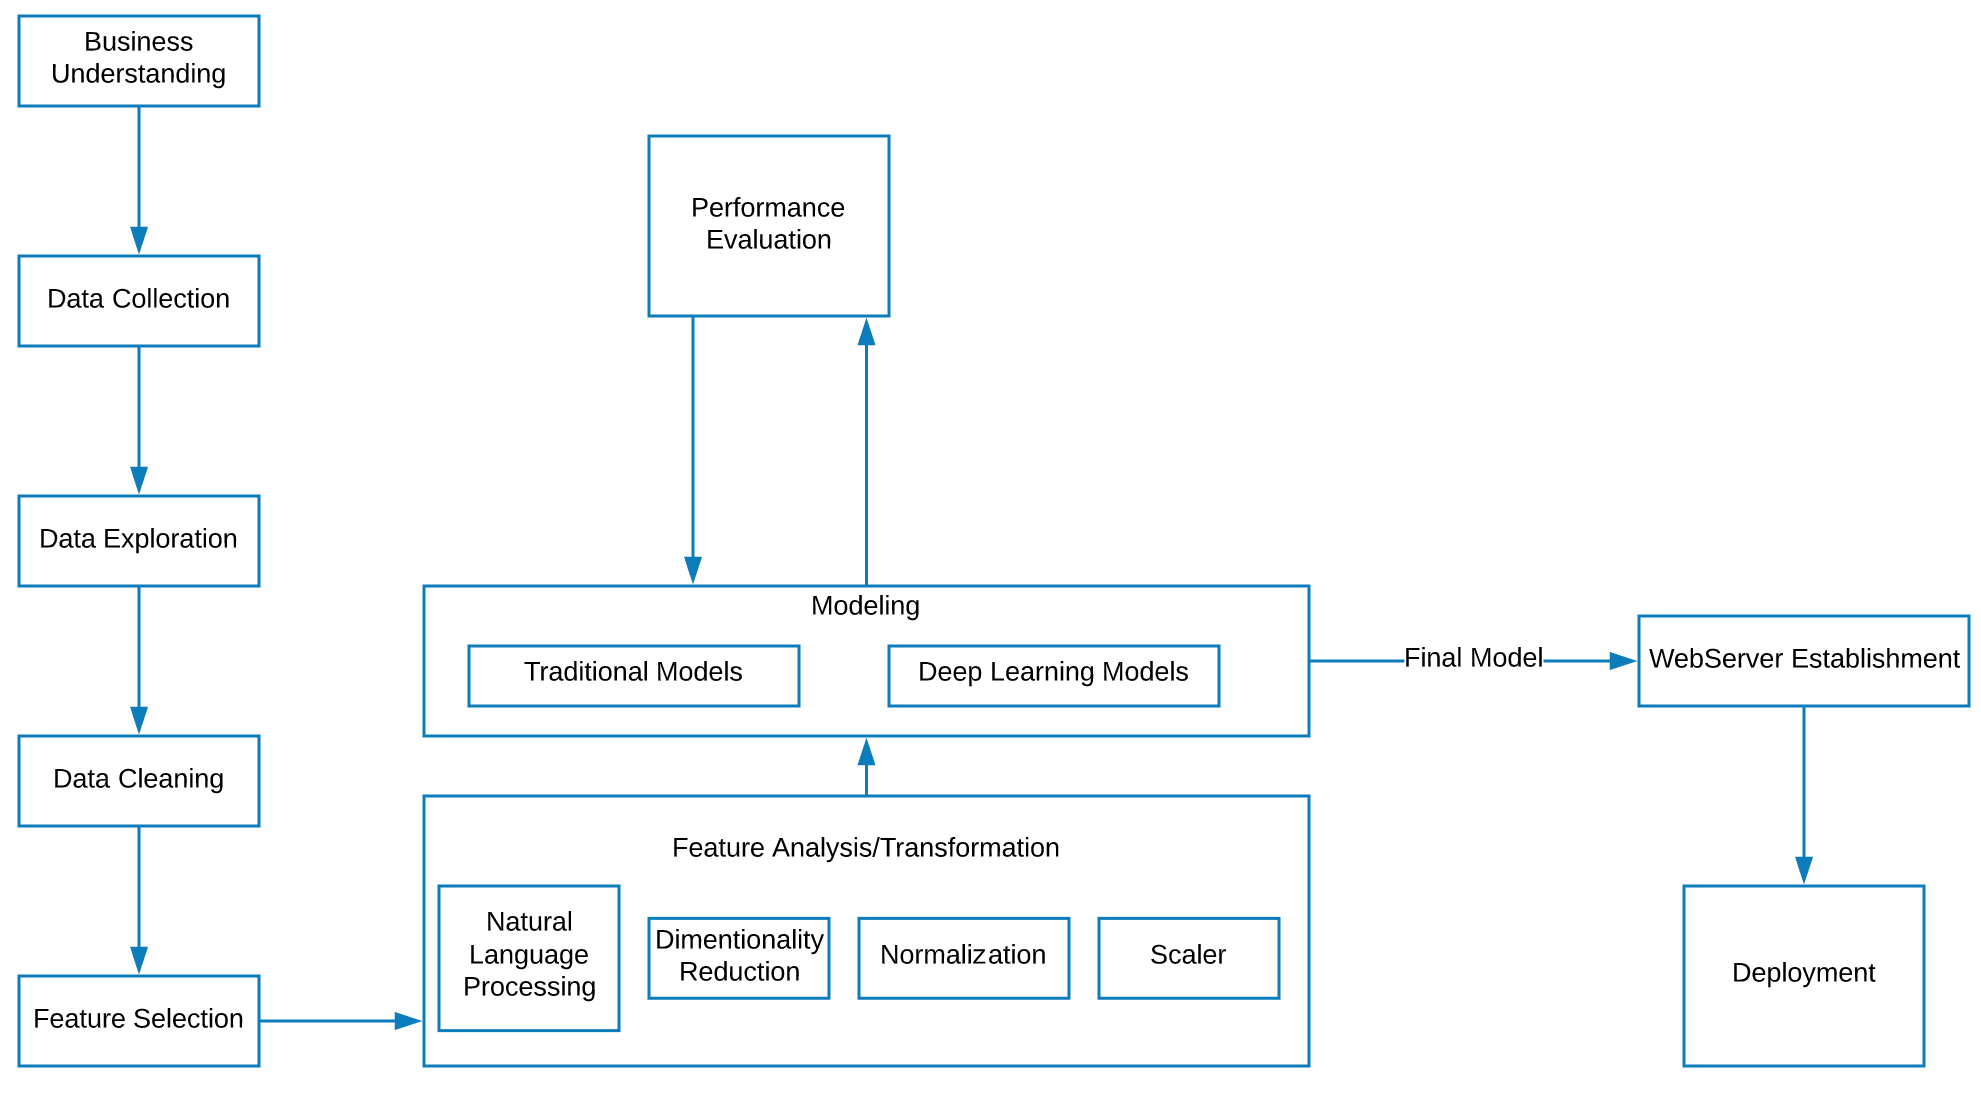 Business
Understanding
Data Collection
Data Exploration
Data Cleaning
Feature Selection
Performance
Evaluation
Modeling
Traditional Models
Deep Learning Models
Feature Analysis/Transformation
Natural
Language
Processing
Dimentionality
Reduction
Normalization
Scaler
Final Model
WebServer Establishment
Deployment